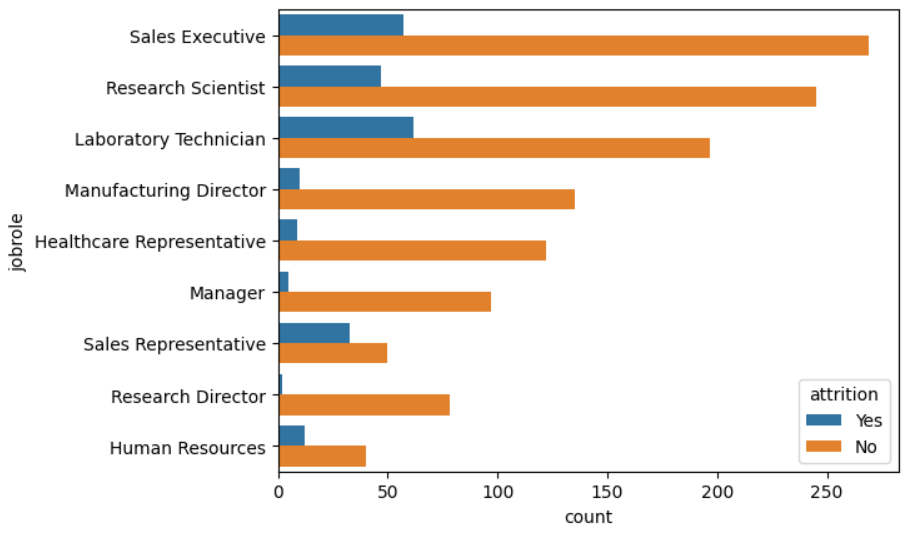 Sales Executive
Research Scientist
Laboratory Technician
Manufacturing Director
Healthcare Representative
Manager
Sales Representative
Research Director
Human Resources
jobrole
attrition
Yes
No
0 50 100 150 200 250
count